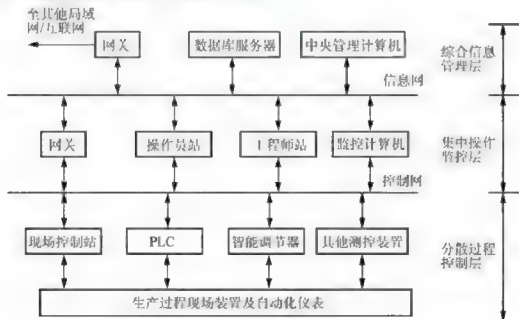 至其他局域
网/互联网
网关
数据库服务器
中央管理计算机
综合信息
管理层
信息网
网关
操作员站
工程师站
监控计算机
集中操作
监控层
控制网
现场控制站
PLC
智能调节器
其他测控装置
分散过程
控制层
生产过程现场装置及自动化仪表